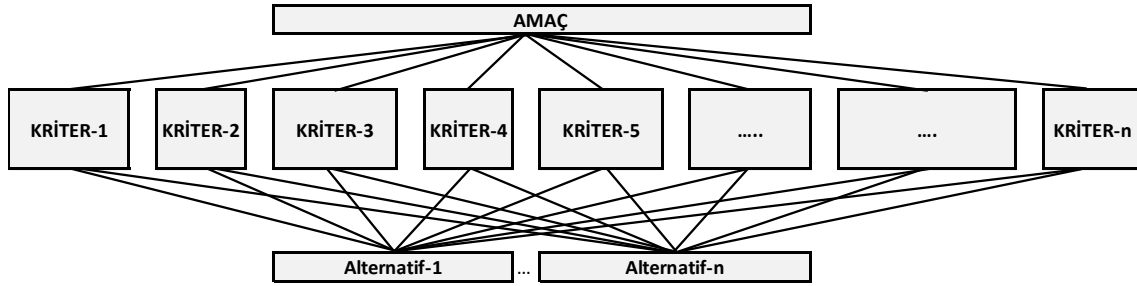 AMAÇ
KRİTER-1 KRİTER-2 KRİTER-3 KRİTER-4 KRİTER-5 ….. …. KRİTER-n
Alternatif-1 … Alternatif-n